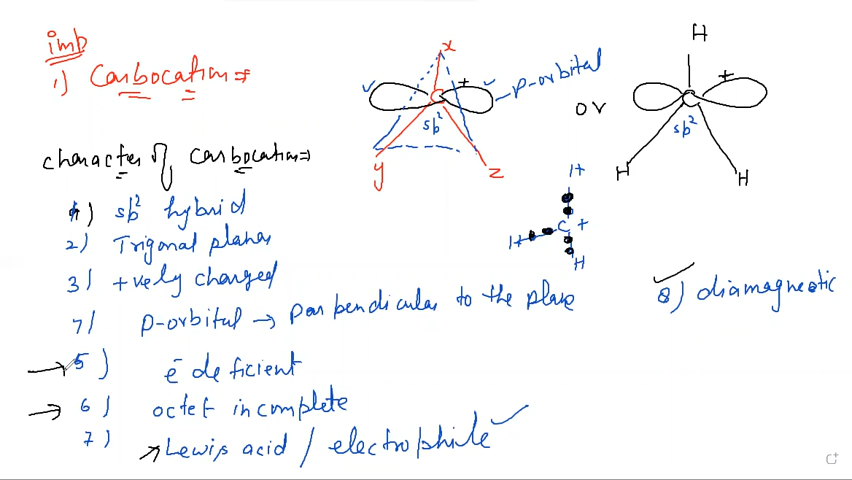 imp
1) Carbocation ⇒
character of carbocation ⇒
1) sp² hybrid
2) Trigonal planar
3) +vely charged
4) p-orbital → parpendicular to the plane
5) e⁻ deficient
6) octet incomplete
7) Lewis acid / electrophile
8) diamagnetic
x
+
p-orbital
C
sp²
y
z
or
H
+
C
sp²
H
H
H
C +
H
H